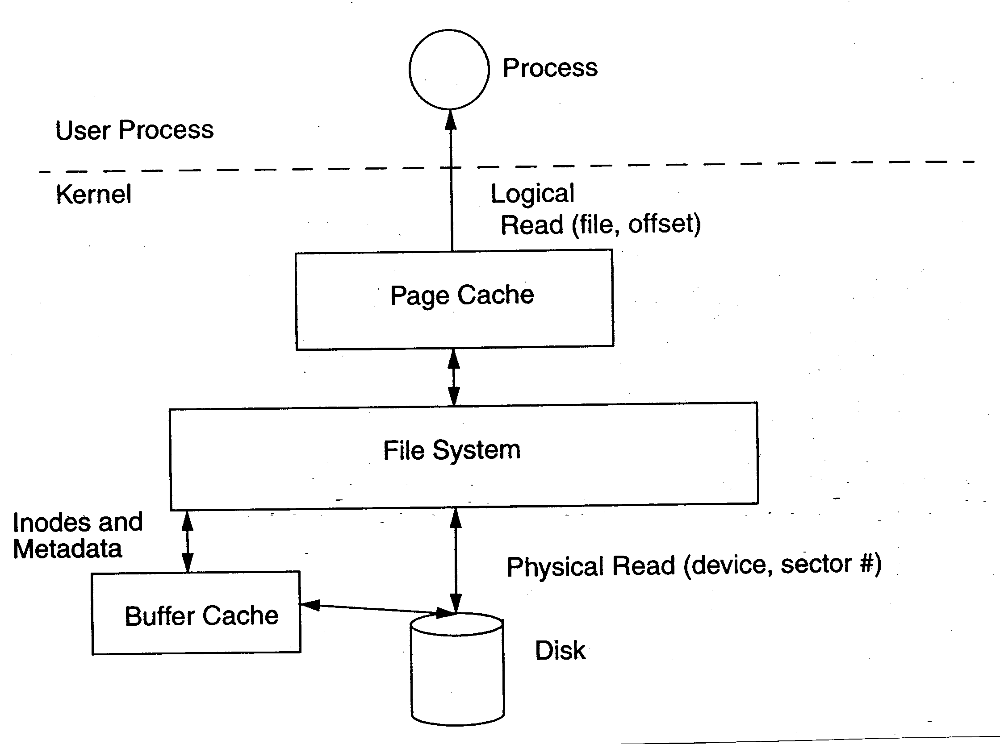 Process
User Process
Kernel
Logical
Read (file, offset)
Page Cache
File System
Inodes and
Metadata
Physical Read (device, sector #)
Buffer Cache
Disk